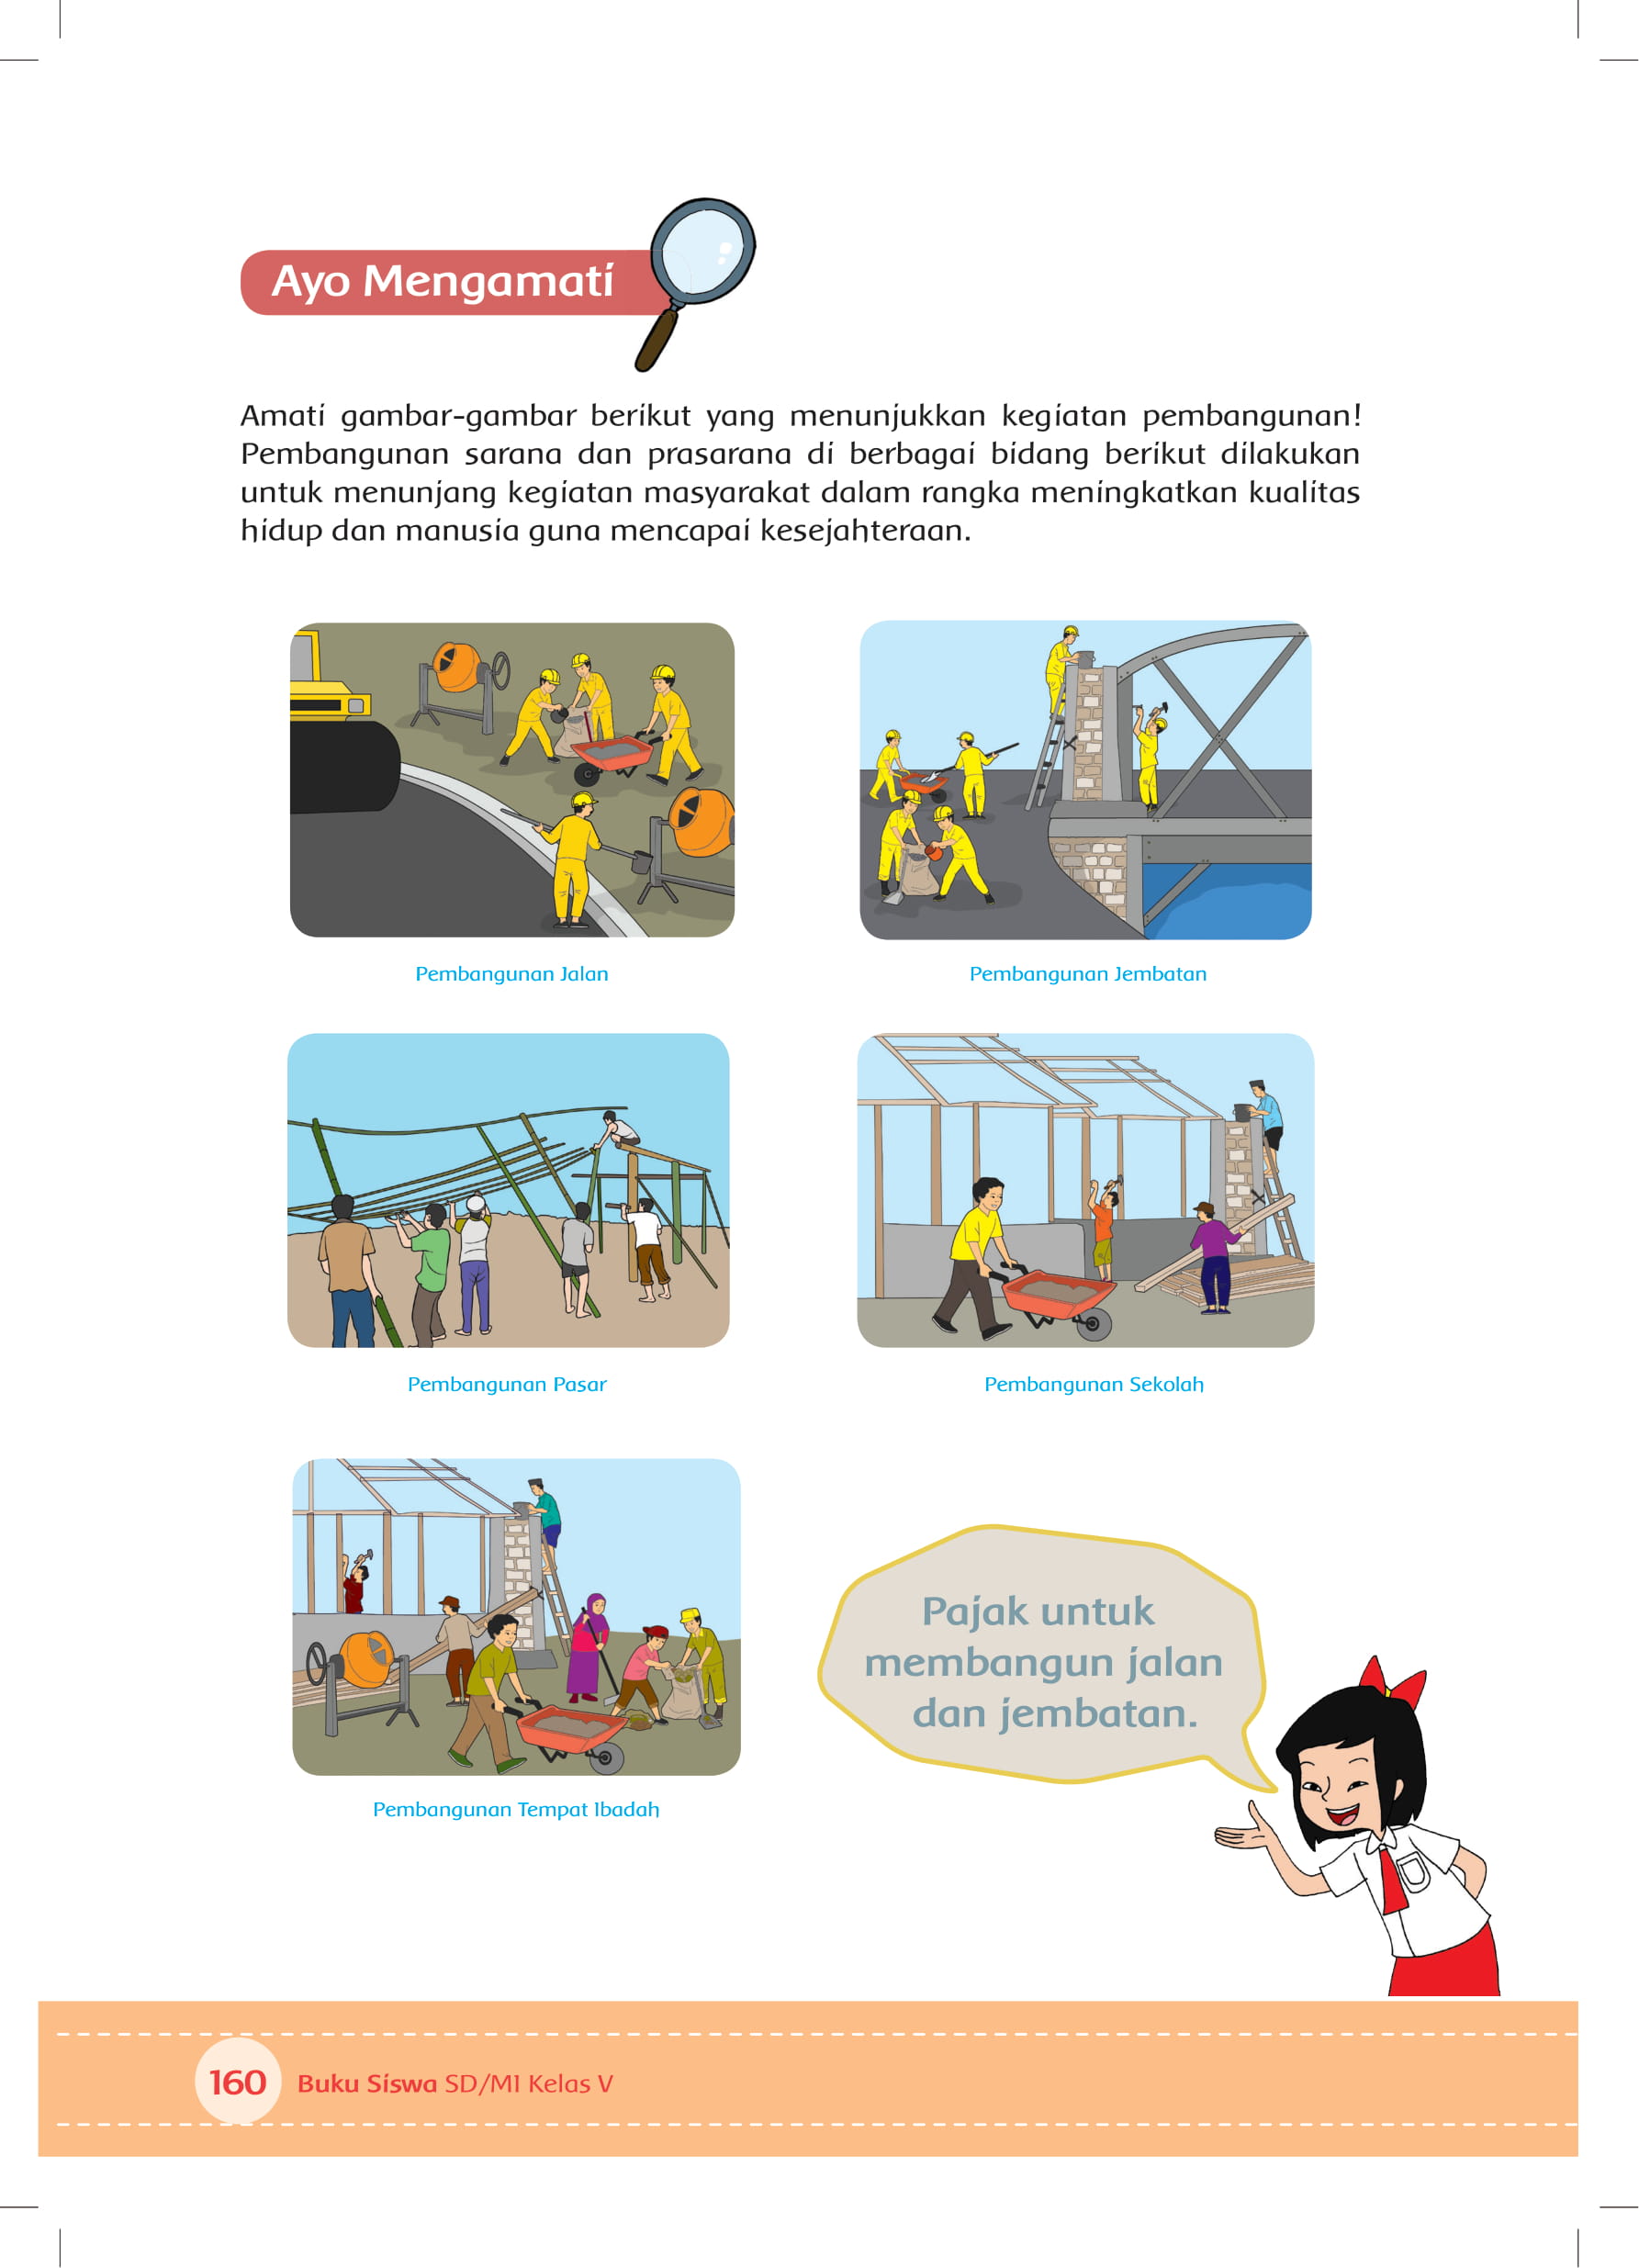 Ayo Mengamati
Amati gambar-gambar berikut yang menunjukkan kegiatan pembangunan!
Pembangunan sarana dan prasarana di berbagai bidang berikut dilakukan
untuk menunjang kegiatan masyarakat dalam rangka meningkatkan kualitas
hidup dan manusia guna mencapai kesejahteraan.
Pembangunan Jalan
Pembangunan Jembatan
Pembangunan Pasar
Pembangunan Sekolah
Pembangunan Tempat Ibadah
Pajak untuk
membangun jalan
dan jembatan.
160 Buku Siswa SD/MI Kelas V